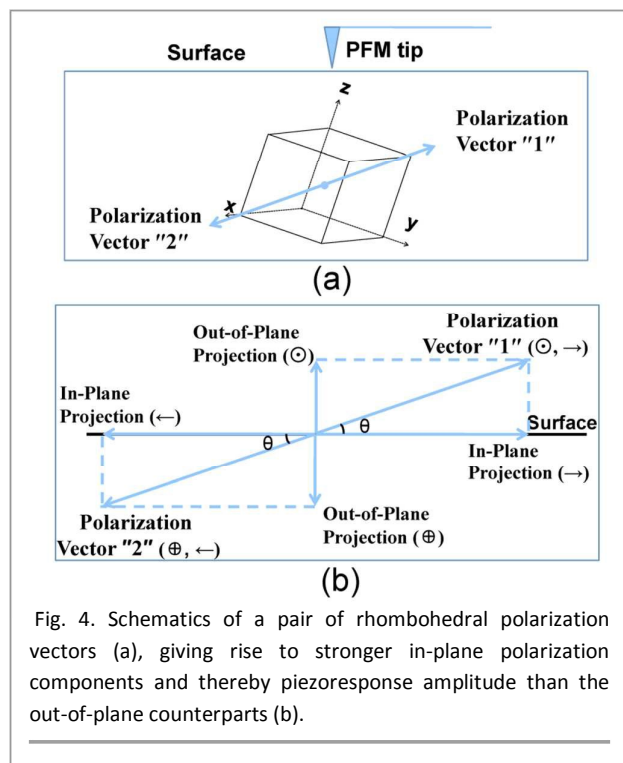 Surface
PFM tip
z
Polarization
Vector "1"
x
y
Polarization
Vector "2"
(a)
Out-of-Plane
Projection (⊙)
Polarization
Vector "1" (⊙, →)
In-Plane
Projection (←)
θ
θ
Surface
In-Plane
Projection (→)
Polarization
Vector "2" (⊕, ←)
Out-of-Plane
Projection (⊕)
(b)
Fig. 4. Schematics of a pair of rhombohedral polarization
vectors (a), giving rise to stronger in-plane polarization
components and thereby piezoresponse amplitude than the
out-of-plane counterparts (b).